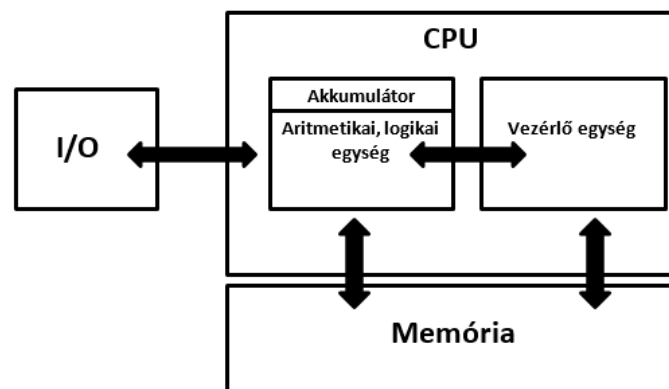 CPU
Akkumulátor
Aritmetikai, logikai
egység
Vezérlő egység
I/O
Memória